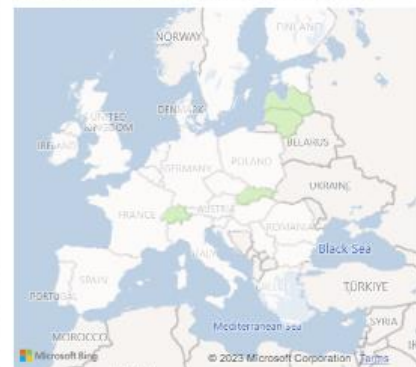 NORWAY
FINLAND
DENMARK
UNITED
KINGDOM
IRELAND
BELARUS
POLAND
GERMANY
UKRAINE
FRANCE
AUSTRIA
ROMANIA
ITALY
Black Sea
SPAIN
PORTUGAL
TÜRKIYE
Mediterranean Sea
SYRIA
MOROCCO
Microsoft Bing
© 2023 Microsoft Corporation Terms